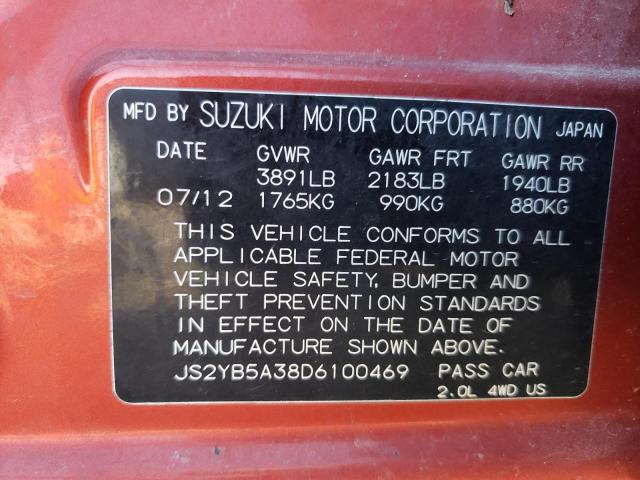 MFD BY SUZUKI MOTOR CORPORATION JAPAN
DATE GVWR GAWR FRT GAWR RR
3891LB 2183LB 1940LB
07/12 1765KG 990KG 880KG
THIS VEHICLE CONFORMS TO ALL
APPLICABLE FEDERAL MOTOR
VEHICLE SAFETY, BUMPER AND
THEFT PREVENTION STANDARDS
IN EFFECT ON THE DATE OF
MANUFACTURE SHOWN ABOVE.
JS2YB5A38D6100469 PASS CAR
2.0L 4WD US